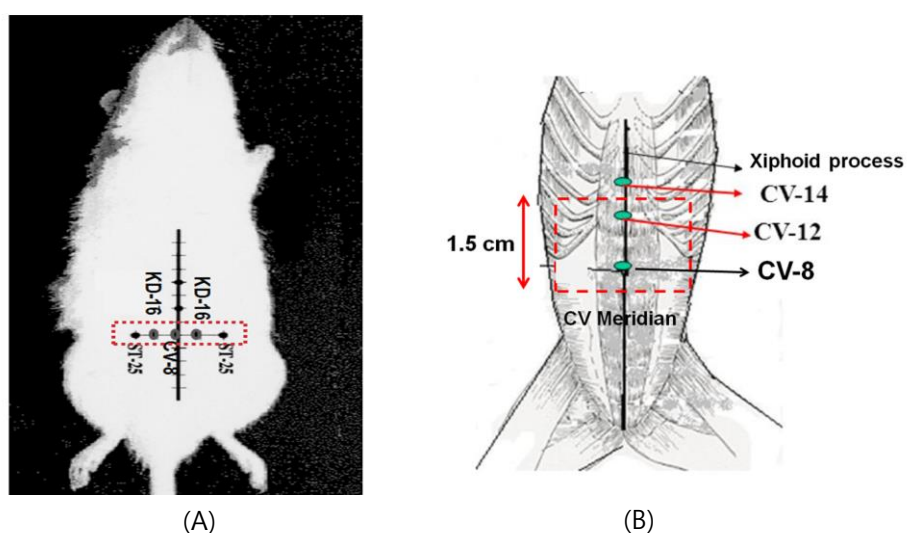 KD-16
KD-16
ST-25
CV-8
ST-25
(A)
Xiphoid process
CV-14
CV-12
1.5 cm
CV-8
CV Meridian
(B)